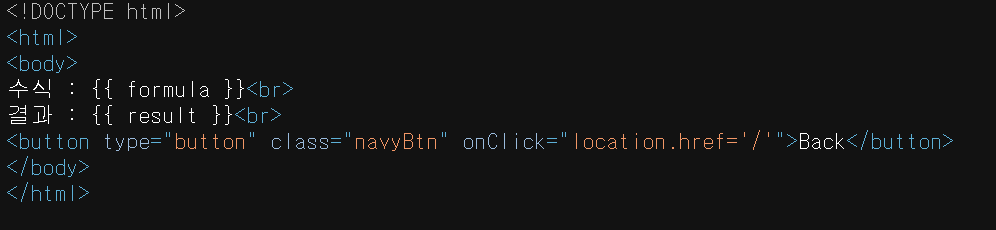 <!DOCTYPE html>
<html>
<body>
수식 : {{ formula }}<br>
결과 : {{ result }}<br>
<button type="button" class="navyBtn" onClick="location.href='/'">Back</button>
</body>
</html>